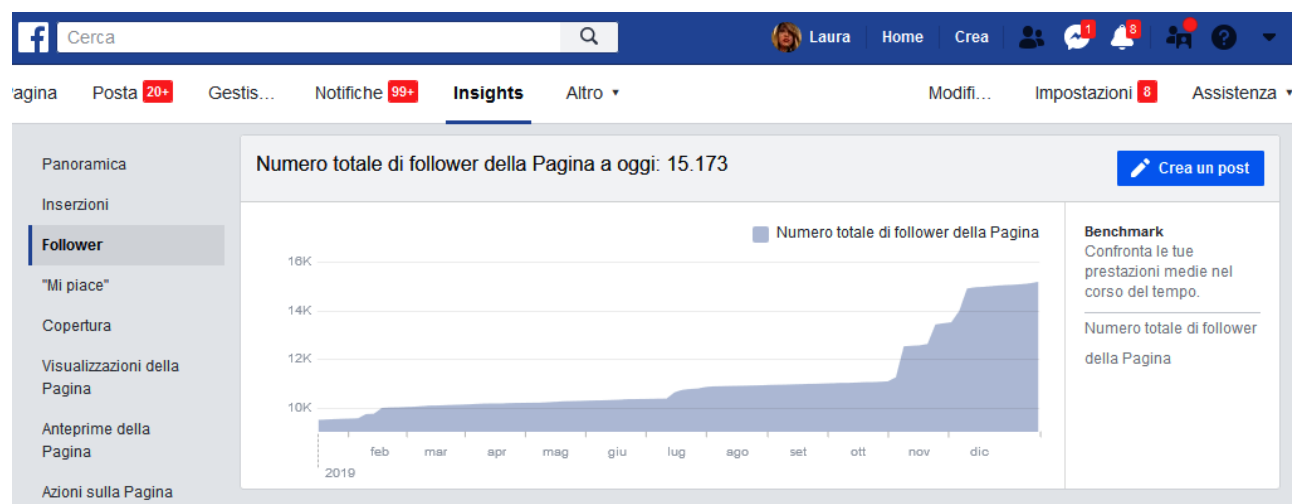 f Cerca Laura Home Crea 1 8
agina Posta 20+ Gestis... Notifiche 99+ Insights Altro Modifi... Impostazioni 8 Assistenza
Panoramica
Inserzioni
Follower
"Mi piace"
Copertura
Visualizzazioni della
Pagina
Anteprime della
Pagina
Azioni sulla Pagina
Numero totale di follower della Pagina a oggi: 15.173
Crea un post
Numero totale di follower della Pagina
16K
14K
12K
10K
feb mar apr mag giu lug ago set ott nov dic
2019
Benchmark
Confronta le tue
prestazioni medie nel
corso del tempo.
Numero totale di follower
della Pagina